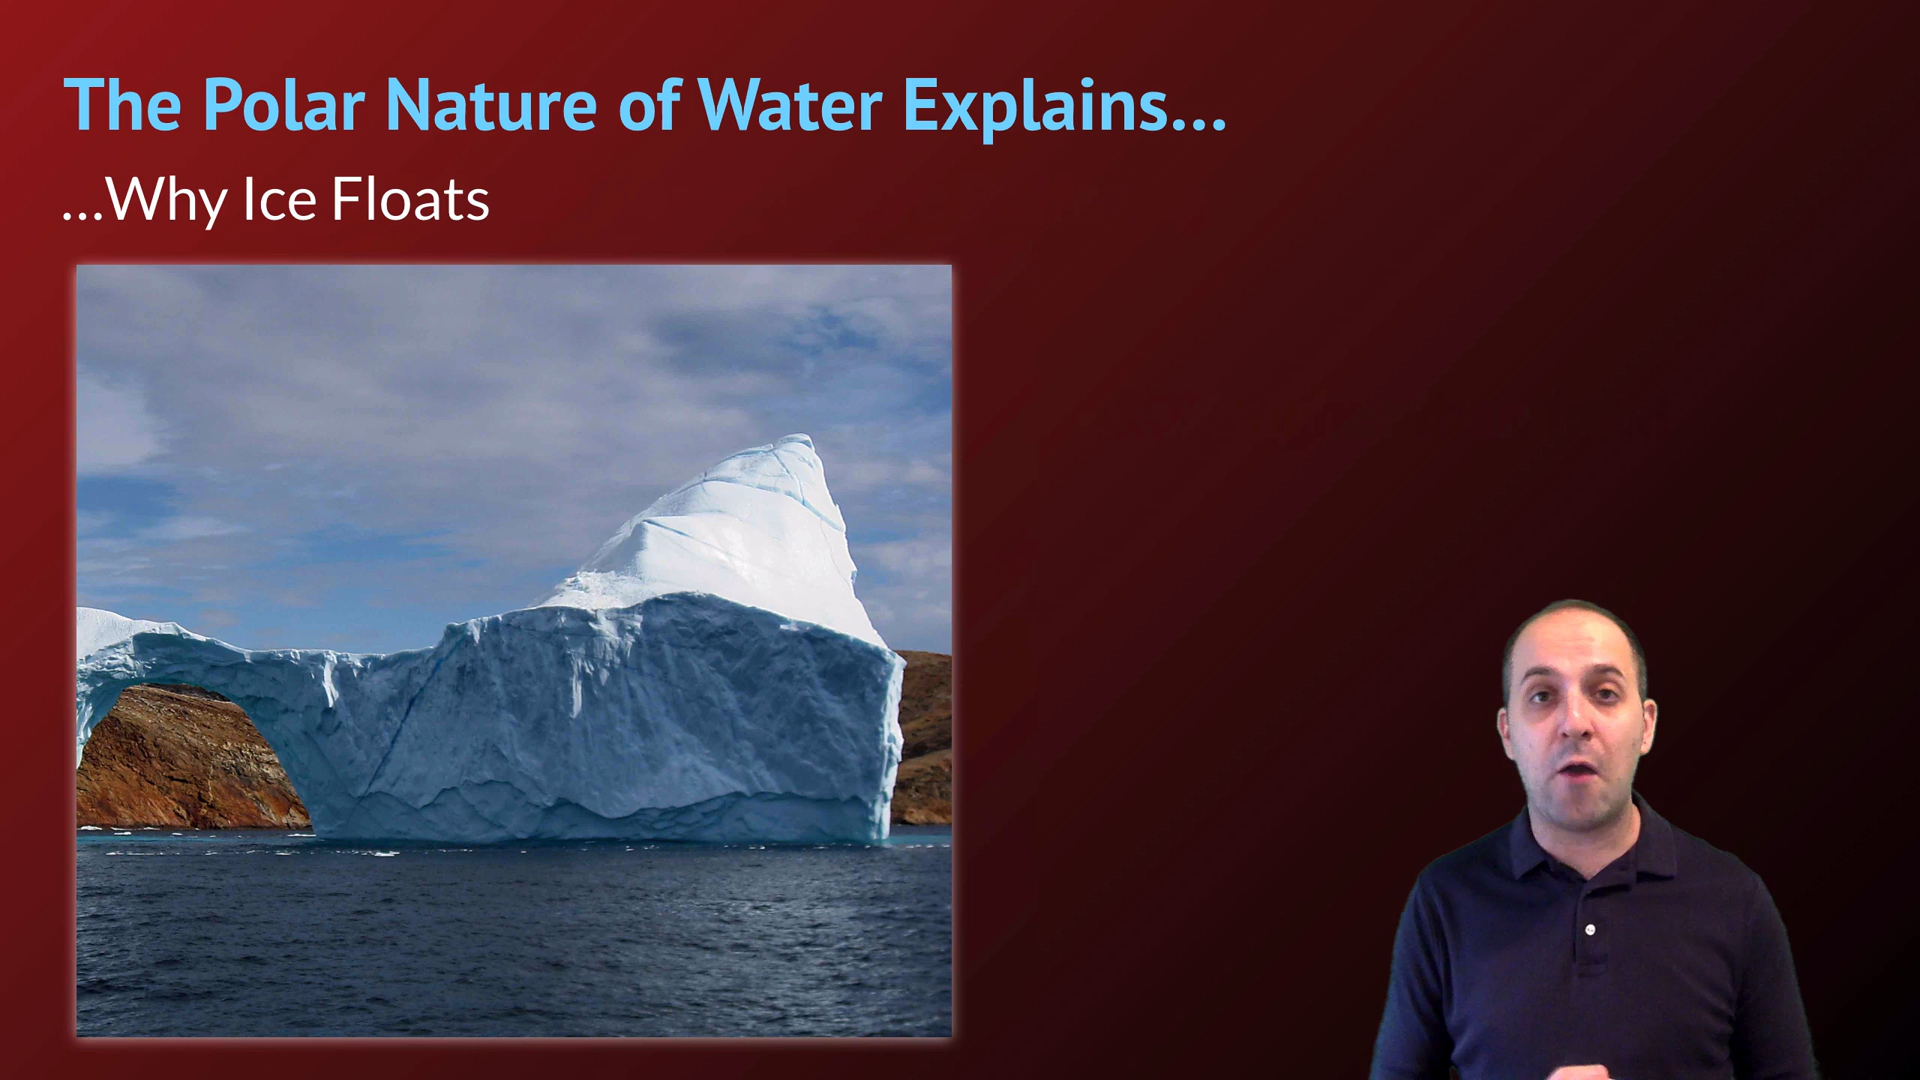 The Polar Nature of Water Explains...
...Why Ice Floats